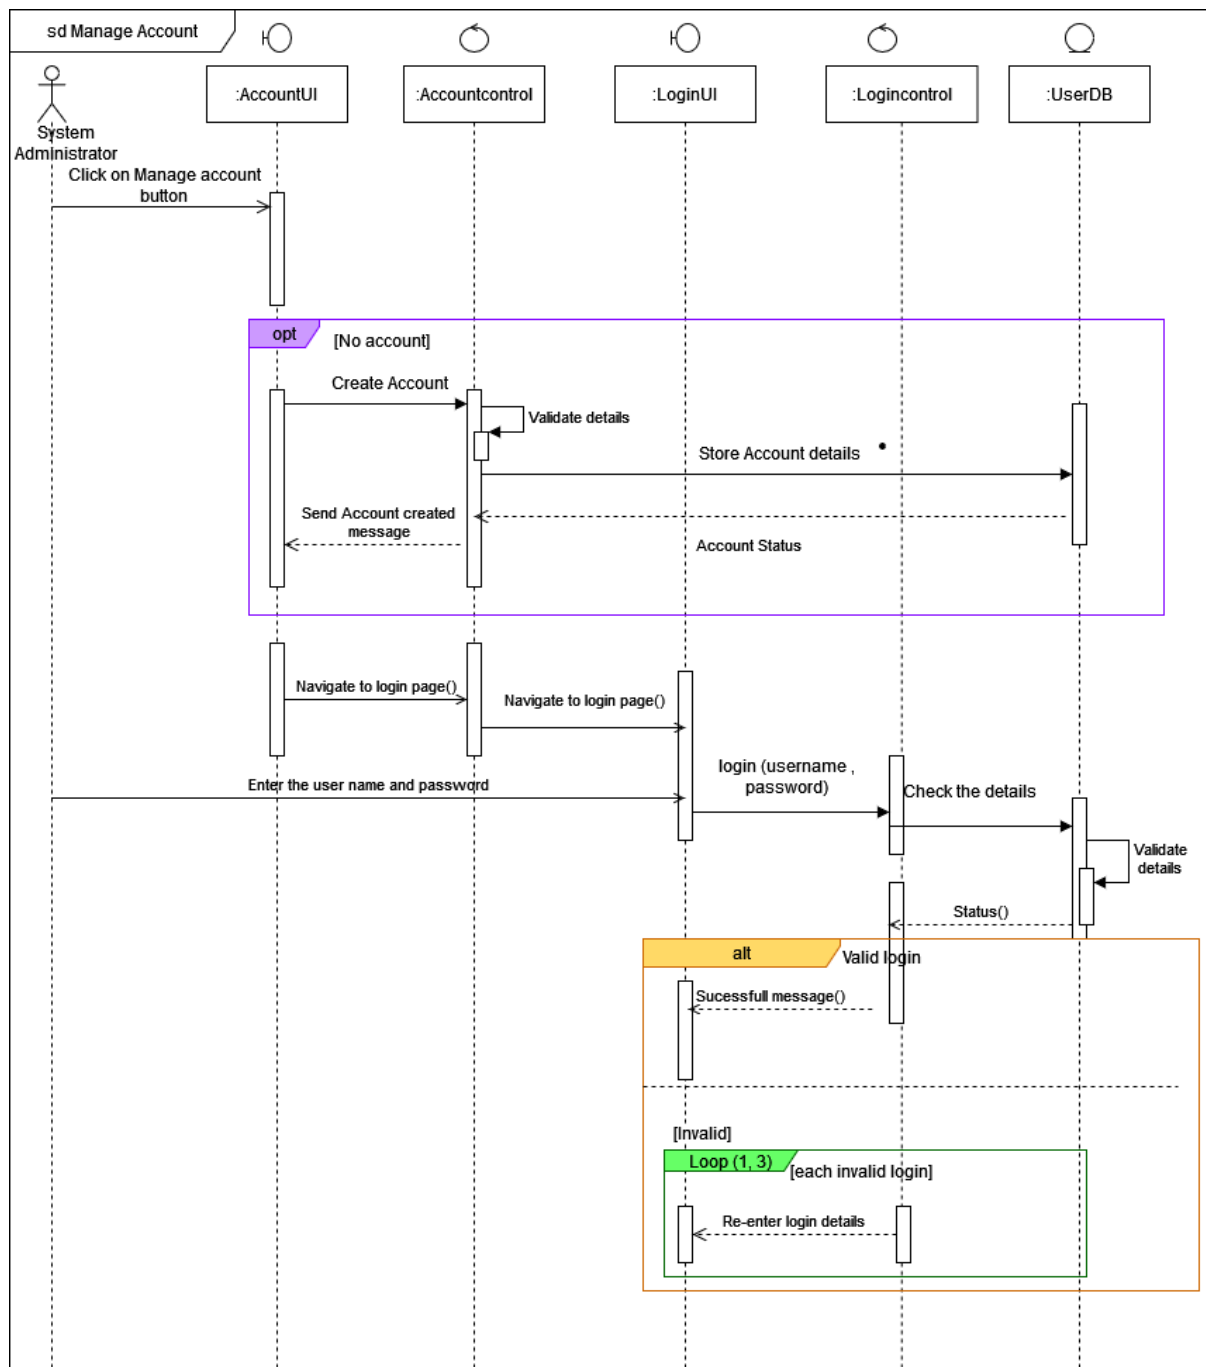 sd Manage Account
:AccountUI
:Accountcontrol
:LoginUI
:Logincontrol
:UserDB
System
Administrator
Click on Manage account
button
opt
[No account]
Create Account
Validate details
Store Account details
Send Account created
message
Account Status
Navigate to login page()
Navigate to login page()
Enter the user name and password
login (username ,
password)
Check the details
Validate
details
Status()
alt
Valid login
Sucessfull message()
[Invalid]
Loop (1, 3)
[each invalid login]
Re-enter login details